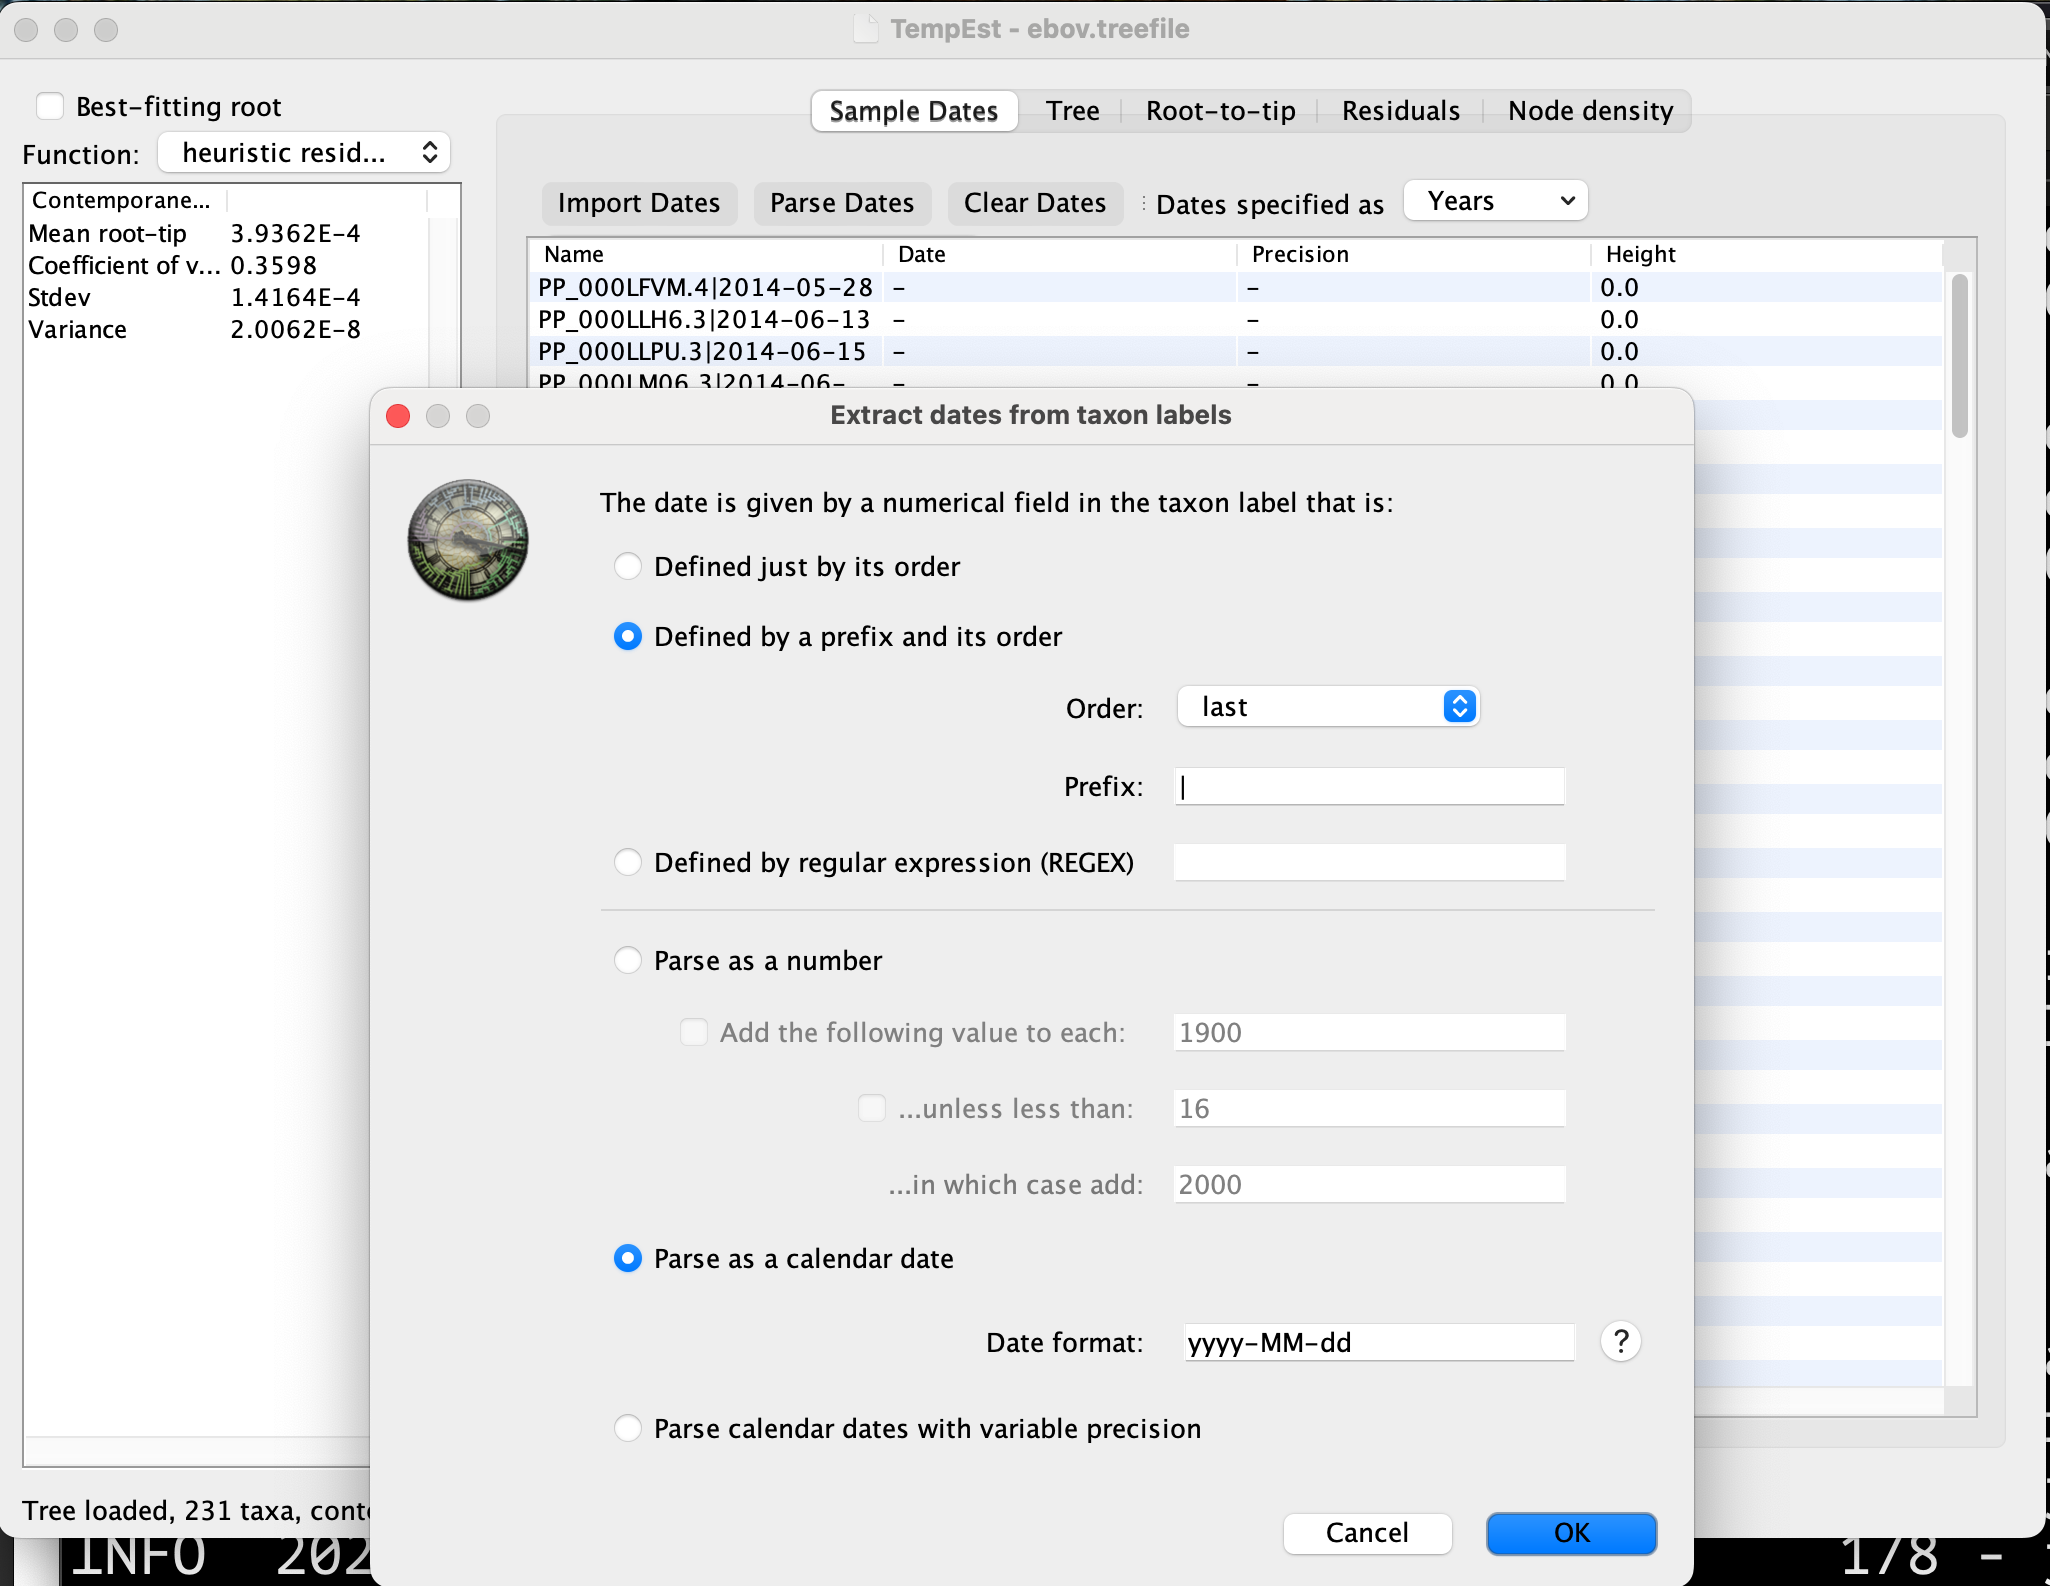 TempEst - ebov.treefile
Best-fitting root
Function: heuristic resid...
Contemporane...
Mean root-tip 3.9362E-4
Coefficient of v... 0.3598
Stdev 1.4164E-4
Variance 2.0062E-8
Sample Dates Tree Root-to-tip Residuals Node density
Import Dates Parse Dates Clear Dates Dates specified as Years
Name Date Precision Height
PP_000LFVM.4|2014-05-28 - - 0.0
PP_000LLH6.3|2014-06-13 - - 0.0
PP_000LLPU.3|2014-06-15 - - 0.0
PP_000LM06.3|2014-06- - - 0.0
Extract dates from taxon labels
The date is given by a numerical field in the taxon label that is:
Defined just by its order
Defined by a prefix and its order
Order: last
Prefix: |
Defined by regular expression (REGEX)
Parse as a number
Add the following value to each: 1900
...unless less than: 16
...in which case add: 2000
Parse as a calendar date
Date format: yyyy-MM-dd ?
Parse calendar dates with variable precision
Cancel OK
Tree loaded, 231 taxa,
INFO 202 178 -